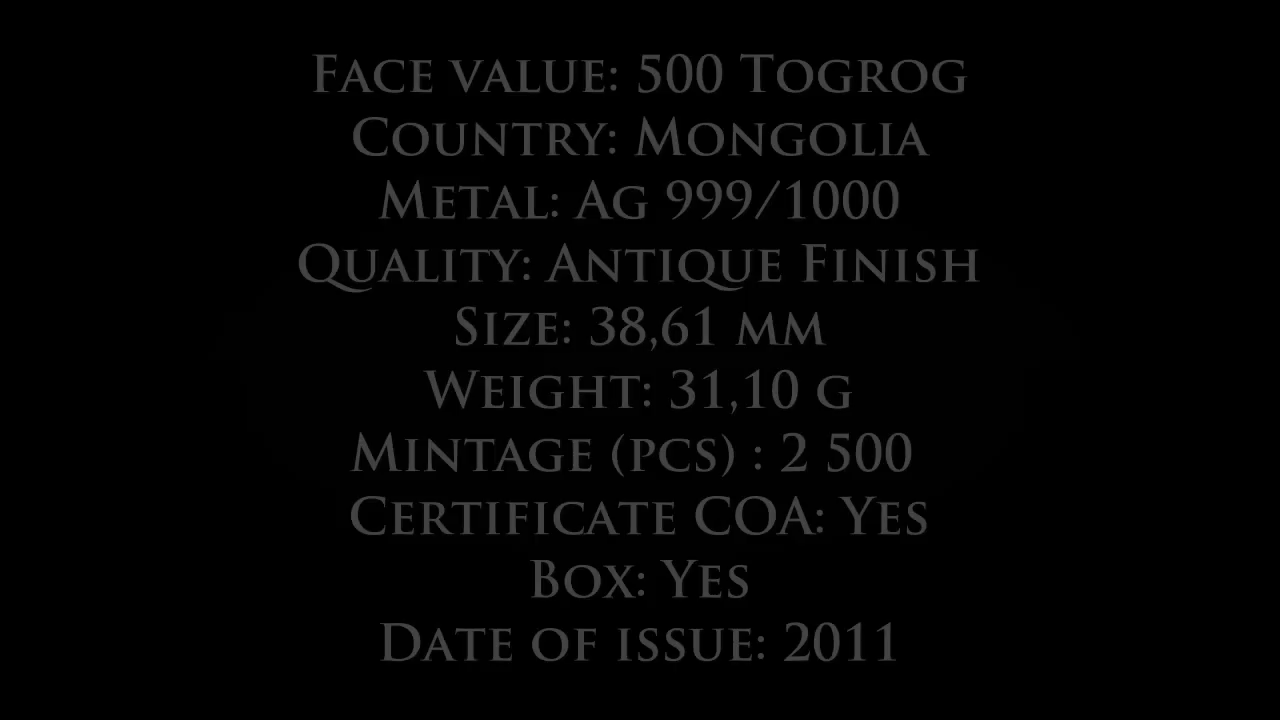 Face value: 500 Togrog
Country: Mongolia
Metal: Ag 999/1000
Quality: Antique Finish
Size: 38,61 mm
Weight: 31,10 g
Mintage (pcs) : 2 500
Certificate COA: Yes
Box: Yes
Date of issue: 2011